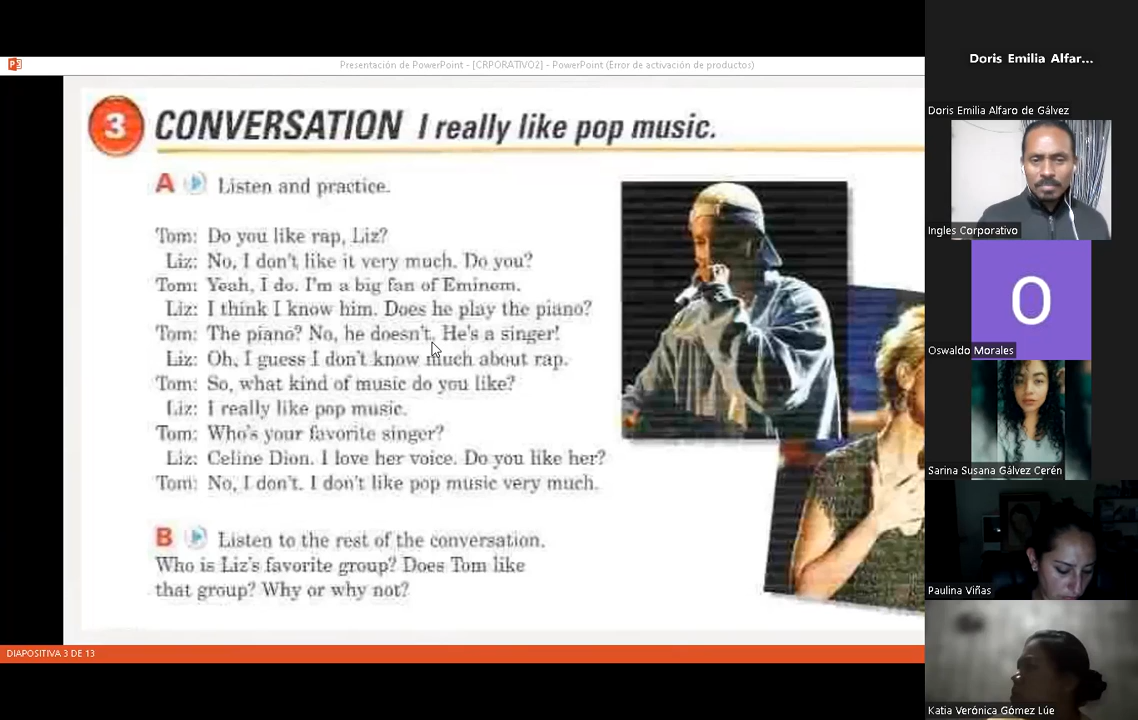 Presentación de PowerPoint - [CRPORATIVO2] - PowerPoint (Error de activación de productos)
3 CONVERSATION I really like pop music.
A Listen and practice.
Tom: Do you like rap, Liz?
Liz: No, I don't like it very much. Do you?
Tom: Yeah, I do. I'm a big fan of Eminem.
Liz: I think I know him. Does he play the piano?
Tom: The piano? No, he doesn't. He's a singer!
Liz: Oh, I guess I don't know much about rap.
Tom: So, what kind of music do you like?
Liz: I really like pop music.
Tom: Who's your favorite singer?
Liz: Celine Dion. I love her voice. Do you like her?
Tom: No, I don't. I don't like pop music very much.
B Listen to the rest of the conversation.
Who is Liz's favorite group? Does Tom like
that group? Why or why not?
DIAPOSITIVA 3 DE 13
Doris Emilia Alfar...
Doris Emilia Alfaro de Gálvez
Ingles Corporativo
O
Oswaldo Morales
Sarina Susana Gálvez Cerén
Paulina Viñas
Katia Verónica Gómez Lúe